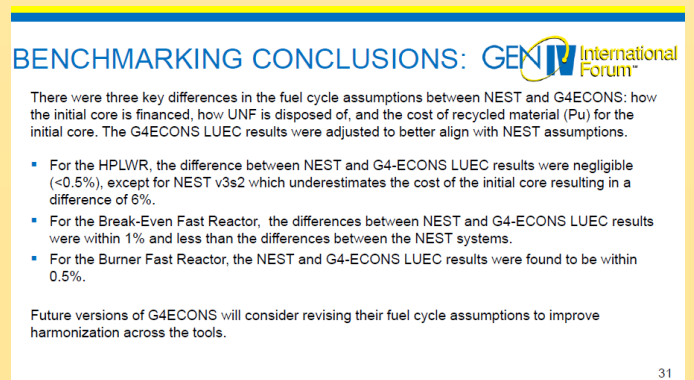 BENCHMARKING CONCLUSIONS: GEN IV International
Forum™
There were three key differences in the fuel cycle assumptions between NEST and G4ECONS: how
the initial core is financed, how UNF is disposed of, and the cost of recycled material (Pu) for the
initial core. The G4ECONS LUEC results were adjusted to better align with NEST assumptions.
▪ For the HPLWR, the difference between NEST and G4-ECONS LUEC results were negligible
(<0.5%), except for NEST v3s2 which underestimates the cost of the initial core resulting in a
difference of 6%.
▪ For the Break-Even Fast Reactor, the differences between NEST and G4-ECONS LUEC results
were within 1% and less than the differences between the NEST systems.
▪ For the Burner Fast Reactor, the NEST and G4-ECONS LUEC results were found to be within
0.5%.
Future versions of G4ECONS will consider revising their fuel cycle assumptions to improve
harmonization across the tools.
31